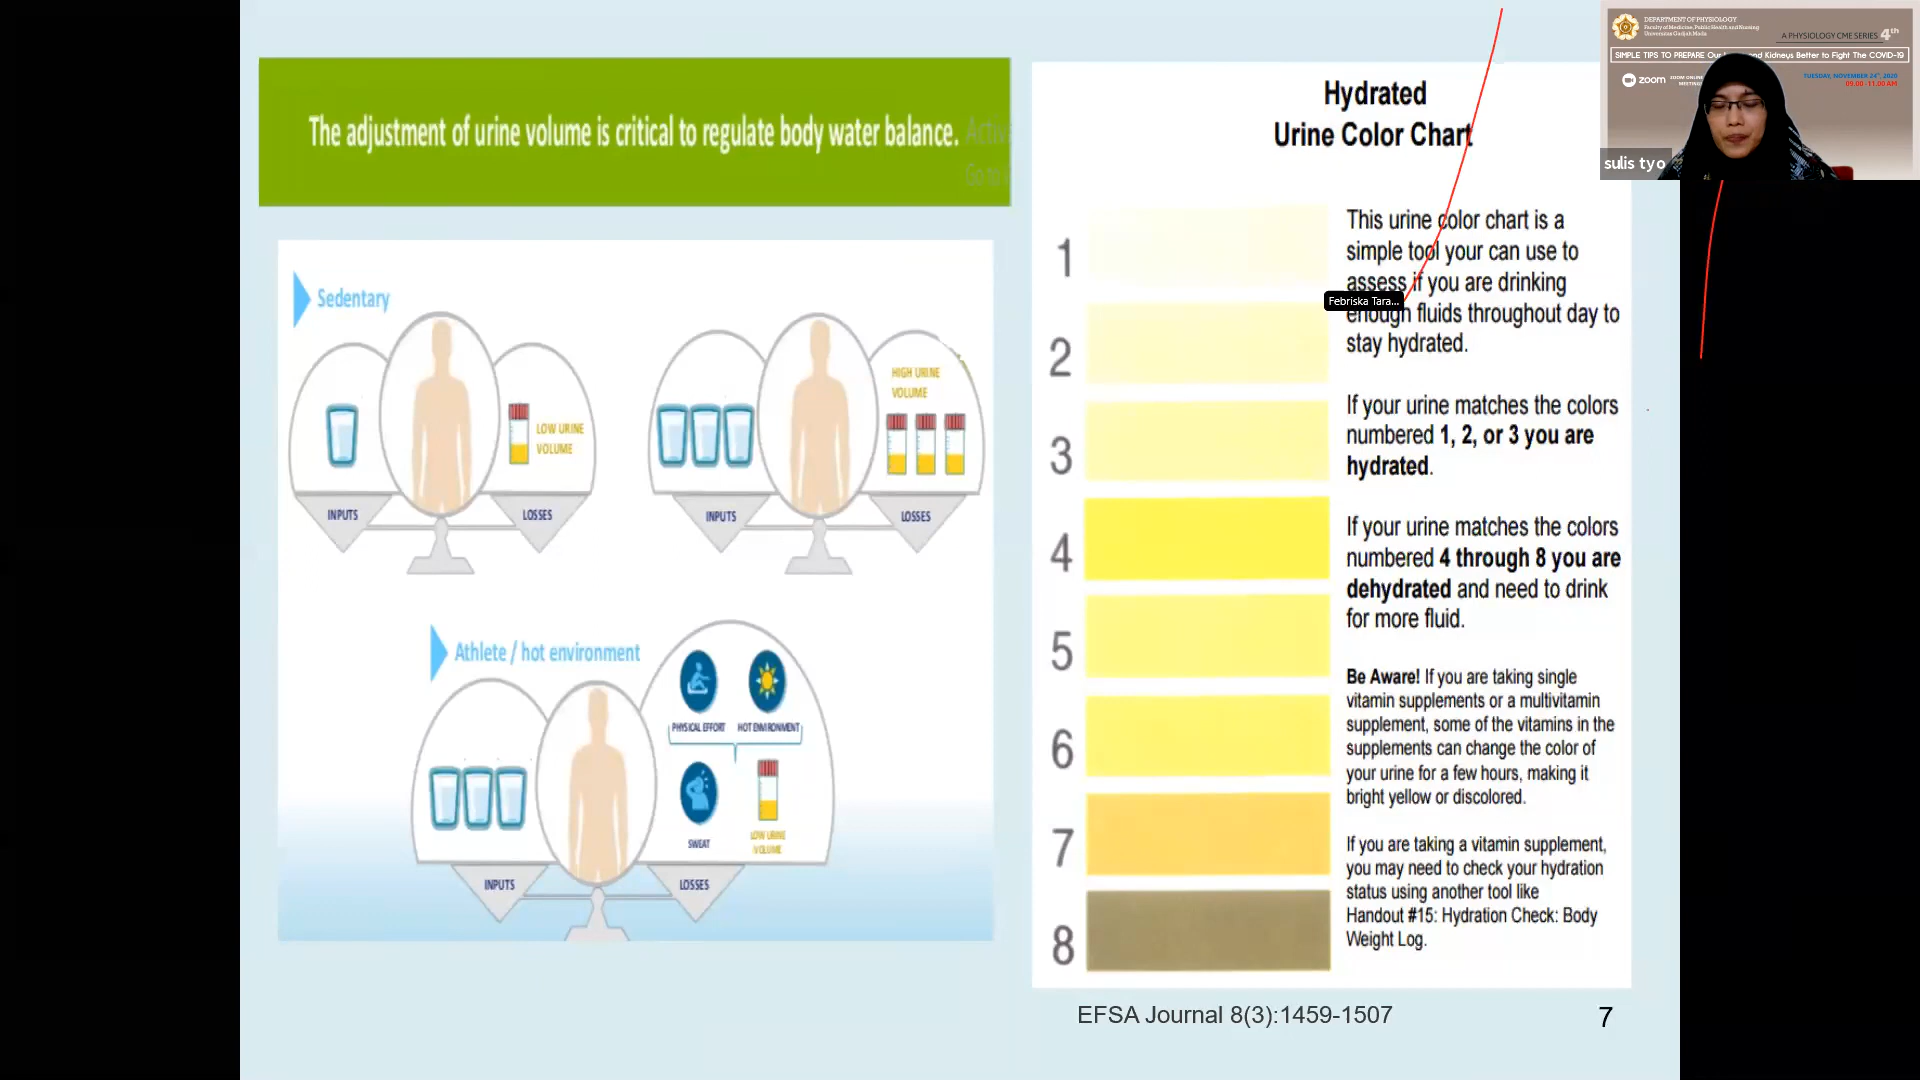 The adjustment of urine volume is critical to regulate body water balance.
Sedentary
LOW URINE
VOLUME
INPUTS
LOSSES
HIGH URINE
VOLUME
INPUTS
LOSSES
Athlete / hot environment
PHYSICAL EFFORT
HOT ENVIRONMENT
SWEAT
LOW URINE
VOLUME
INPUTS
LOSSES
Hydrated
Urine Color Chart
1
2
3
4
5
6
7
8
This urine color chart is a
simple tool your can use to
assess if you are drinking
enough fluids throughout day to
stay hydrated.
Febriska Tara...
If your urine matches the colors
numbered 1, 2, or 3 you are
hydrated.
If your urine matches the colors
numbered 4 through 8 you are
dehydrated and need to drink
for more fluid.
Be Aware! If you are taking single
vitamin supplements or a multivitamin
supplement, some of the vitamins in the
supplements can change the color of
your urine for a few hours, making it
bright yellow or discolored.
If you are taking a vitamin supplement,
you may need to check your hydration
status using another tool like
Handout #15: Hydration Check: Body
Weight Log.
EFSA Journal 8(3):1459-1507
7
DEPARTMENT OF PHYSIOLOGY
Faculty of Medicine, Public Health and Nursing
Universitas Gadjah Mada
A PHYSIOLOGY CME SERIES 4th
SIMPLE TIPS TO PREPARE Our and Kidneys Better to Fight The COVID-19
zoom
ZOOM ONLINE
MEETING
TUESDAY, NOVEMBER 24th, 2020
09.00-11.00 AM
sulis tyo